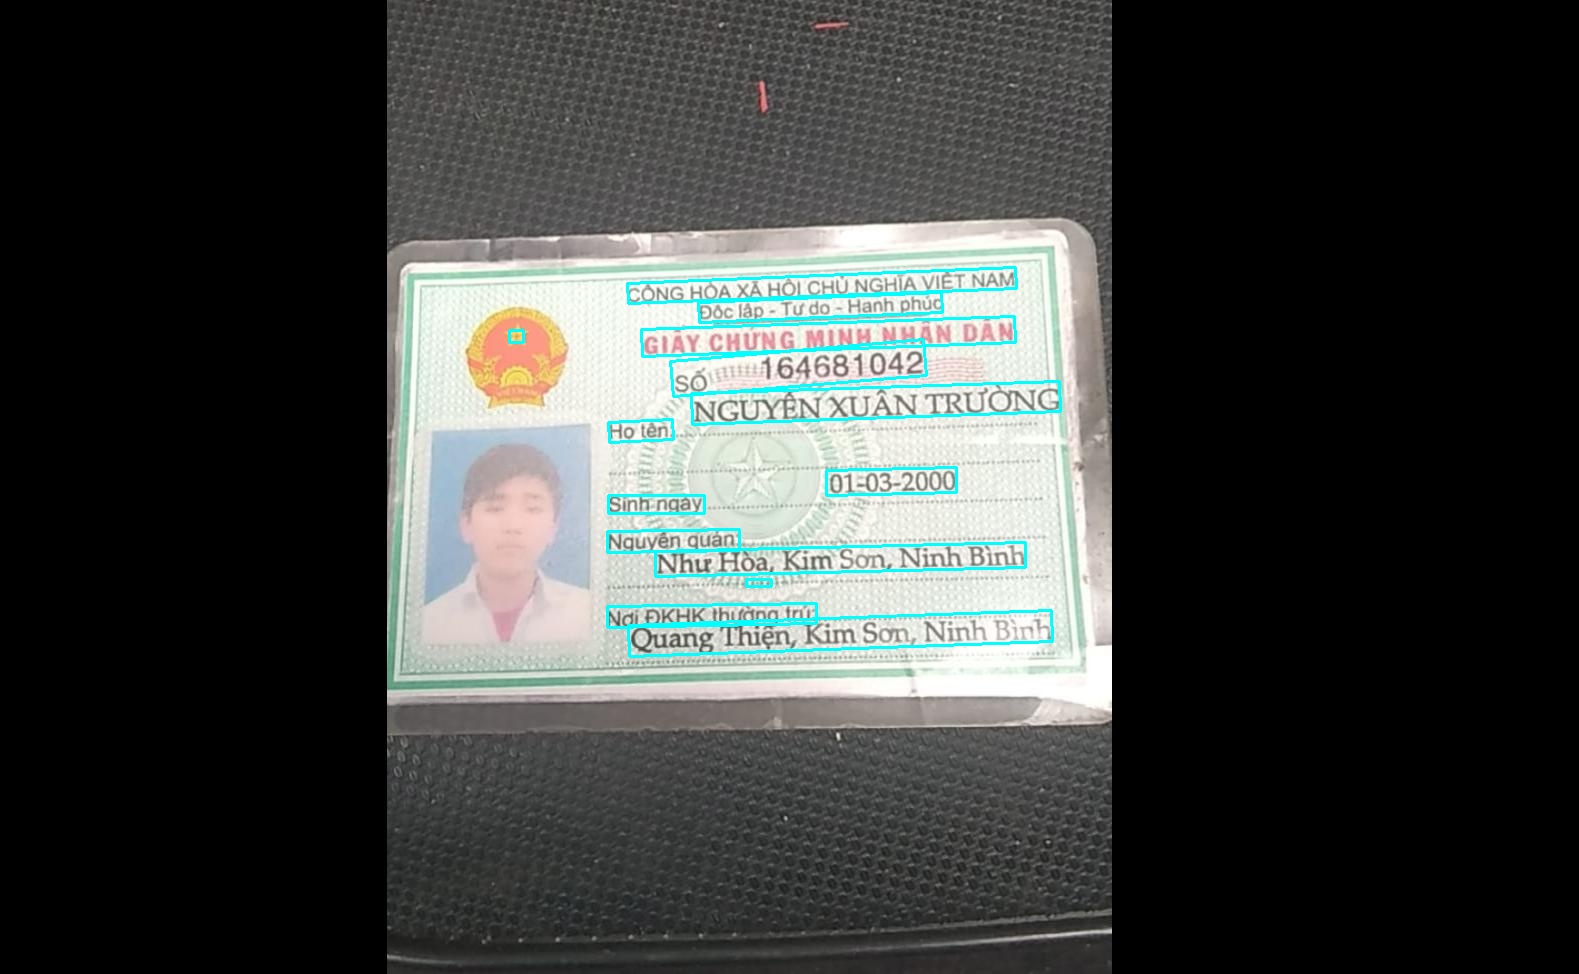 CỘNG HÒA XÃ HỘI CHỦ NGHĨA VIỆT NAM
Độc lập - Tự do - Hạnh phúc
GIẤY CHỨNG MINH NHÂN DÂN
SỐ 164681042
Họ tên NGUYỄN XUÂN TRƯỜNG
Sinh ngày 01-03-2000
Nguyên quán
Như Hòa, Kim Sơn, Ninh Bình
Nơi ĐKHK thường trú:
Quang Thiện, Kim Sơn, Ninh Bình